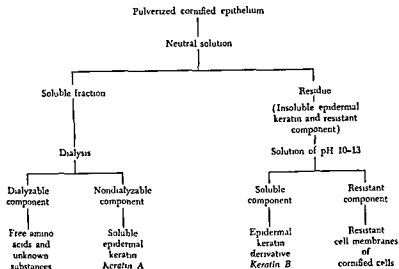 Pulverized cornified epithelium
Neutral solution
Soluble fraction
Residue
{Insoluble epidermal
keratin and resistant
component}
Dialysis
Solution of pH 10-13
Dialyzable
component
Nondialyzable
component
Soluble
component
Resistant
component
Free amino
acids and
unknown
substances
Soluble
epidermal
keratin
Keratin A
Epidermal
keratin
derivative
Keratin B
Resistant
cell membranes
of
cornified cells